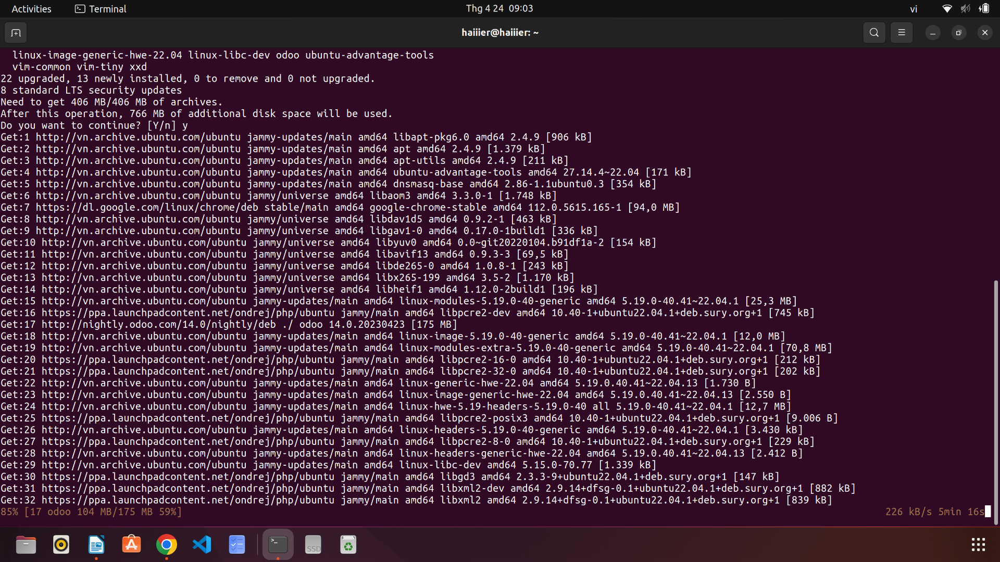 Activities
Terminal
Thg 4 24 09:03
vi
haiiier@haiiier: ~
linux-image-generic-hwe-22.04 linux-libc-dev odoo ubuntu-advantage-tools
vim-common vim-tiny xxd
22 upgraded, 13 newly installed, 0 to remove and 0 not upgraded.
8 standard LTS security updates
Need to get 406 MB/406 MB of archives.
After this operation, 766 MB of additional disk space will be used.
Do you want to continue? [Y/n] y
Get:1 http://vn.archive.ubuntu.com/ubuntu jammy-updates/main amd64 libapt-pkg6.0 amd64 2.4.9 [906 kB]
Get:2 http://vn.archive.ubuntu.com/ubuntu jammy-updates/main amd64 apt amd64 2.4.9 [1.379 kB]
Get:3 http://vn.archive.ubuntu.com/ubuntu jammy-updates/main amd64 apt-utils amd64 2.4.9 [211 kB]
Get:4 http://vn.archive.ubuntu.com/ubuntu jammy-updates/main amd64 ubuntu-advantage-tools amd64 27.14.4~22.04 [171 kB]
Get:5 http://vn.archive.ubuntu.com/ubuntu jammy-updates/main amd64 dnsmasq-base amd64 2.86-1.1ubuntu0.3 [354 kB]
Get:6 http://vn.archive.ubuntu.com/ubuntu jammy/universe amd64 libaom3 amd64 3.3.0-1 [1.748 kB]
Get:7 https://dl.google.com/linux/chrome/deb stable/main amd64 google-chrome-stable amd64 112.0.5615.165-1 [94,0 MB]
Get:8 http://vn.archive.ubuntu.com/ubuntu jammy/universe amd64 libdav1d5 amd64 0.9.2-1 [463 kB]
Get:9 http://vn.archive.ubuntu.com/ubuntu jammy/universe amd64 libgav1-0 amd64 0.17.0-1build1 [336 kB]
Get:10 http://vn.archive.ubuntu.com/ubuntu jammy/universe amd64 libyuv0 amd64 0.0~git20220104.b91df1a-2 [154 kB]
Get:11 http://vn.archive.ubuntu.com/ubuntu jammy/universe amd64 libavif13 amd64 0.9.3-3 [69,5 kB]
Get:12 http://vn.archive.ubuntu.com/ubuntu jammy/universe amd64 libde265-0 amd64 1.0.8-1 [243 kB]
Get:13 http://vn.archive.ubuntu.com/ubuntu jammy/universe amd64 libx265-199 amd64 3.5-2 [1.170 kB]
Get:14 http://vn.archive.ubuntu.com/ubuntu jammy/universe amd64 libheif1 amd64 1.12.0-2build1 [196 kB]
Get:15 http://vn.archive.ubuntu.com/ubuntu jammy-updates/main amd64 linux-modules-5.19.0-40-generic amd64 5.19.0-40.41~22.04.1 [25,3 MB]
Get:16 https://ppa.launchpadcontent.net/ondrej/php/ubuntu jammy/main amd64 libpcre2-dev amd64 10.40-1+ubuntu22.04.1+deb.sury.org+1 [745 kB]
Get:17 http://nightly.odoo.com/14.0/nightly/deb ./ odoo 14.0.20230423 [175 MB]
Get:18 http://vn.archive.ubuntu.com/ubuntu jammy-updates/main amd64 linux-image-5.19.0-40-generic amd64 5.19.0-40.41~22.04.1 [12,0 MB]
Get:19 http://vn.archive.ubuntu.com/ubuntu jammy-updates/main amd64 linux-modules-extra-5.19.0-40-generic amd64 5.19.0-40.41~22.04.1 [70,8 MB]
Get:20 https://ppa.launchpadcontent.net/ondrej/php/ubuntu jammy/main amd64 libpcre2-16-0 amd64 10.40-1+ubuntu22.04.1+deb.sury.org+1 [212 kB]
Get:21 https://ppa.launchpadcontent.net/ondrej/php/ubuntu jammy/main amd64 libpcre2-32-0 amd64 10.40-1+ubuntu22.04.1+deb.sury.org+1 [202 kB]
Get:22 http://vn.archive.ubuntu.com/ubuntu jammy-updates/main amd64 linux-generic-hwe-22.04 amd64 5.19.0.40.41~22.04.13 [1.730 B]
Get:23 http://vn.archive.ubuntu.com/ubuntu jammy-updates/main amd64 linux-image-generic-hwe-22.04 amd64 5.19.0.40.41~22.04.13 [2.550 B]
Get:24 http://vn.archive.ubuntu.com/ubuntu jammy-updates/main amd64 linux-hwe-5.19-headers-5.19.0-40 all 5.19.0-40.41~22.04.1 [12,7 MB]
Get:25 https://ppa.launchpadcontent.net/ondrej/php/ubuntu jammy/main amd64 libpcre2-posix3 amd64 10.40-1+ubuntu22.04.1+deb.sury.org+1 [9.006 B]
Get:26 http://vn.archive.ubuntu.com/ubuntu jammy-updates/main amd64 linux-headers-5.19.0-40-generic amd64 5.19.0-40.41~22.04.1 [3.430 kB]
Get:27 https://ppa.launchpadcontent.net/ondrej/php/ubuntu jammy/main amd64 libpcre2-8-0 amd64 10.40-1+ubuntu22.04.1+deb.sury.org+1 [229 kB]
Get:28 http://vn.archive.ubuntu.com/ubuntu jammy-updates/main amd64 linux-headers-generic-hwe-22.04 amd64 5.19.0.40.41~22.04.13 [2.412 B]
Get:29 http://vn.archive.ubuntu.com/ubuntu jammy-updates/main amd64 linux-libc-dev amd64 5.15.0-70.77 [1.339 kB]
Get:30 https://ppa.launchpadcontent.net/ondrej/php/ubuntu jammy/main amd64 libgd3 amd64 2.3.3-9+ubuntu22.04.1+deb.sury.org+1 [147 kB]
Get:31 https://ppa.launchpadcontent.net/ondrej/php/ubuntu jammy/main amd64 libxml2-dev amd64 2.9.14+dfsg-0.1+ubuntu22.04.1+deb.sury.org+1 [882 kB]
Get:32 https://ppa.launchpadcontent.net/ondrej/php/ubuntu jammy/main amd64 libxml2 amd64 2.9.14+dfsg-0.1+ubuntu22.04.1+deb.sury.org+1 [839 kB]
85% [17 odoo 104 MB/175 MB 59%] 226 kB/s 5min 16s
SSD